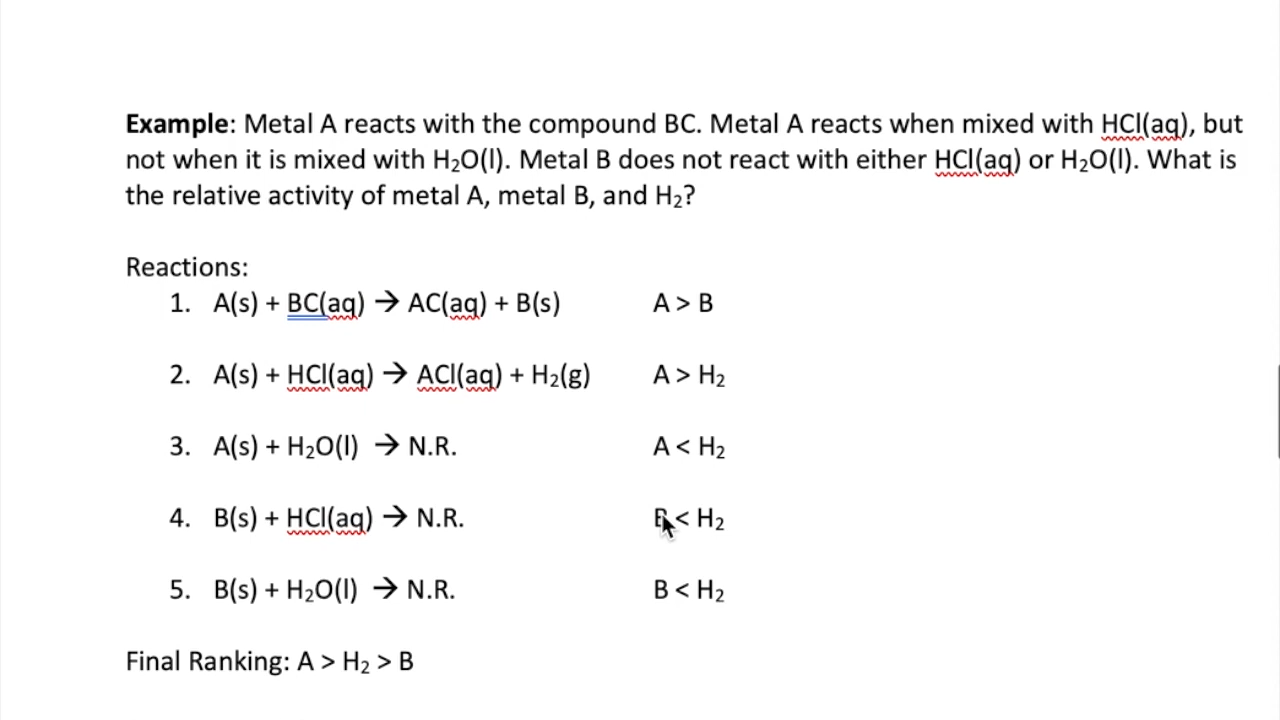 Example: Metal A reacts with the compound BC. Metal A reacts when mixed with HCl(aq), but
not when it is mixed with H₂O(l). Metal B does not react with either HCl(aq) or H₂O(l). What is
the relative activity of metal A, metal B, and H₂?
Reactions:
1. A(s) + BC(aq) → AC(aq) + B(s) A > B
2. A(s) + HCl(aq) → ACl(aq) + H₂(g) A > H₂
3. A(s) + H₂O(l) → N.R. A < H₂
4. B(s) + HCl(aq) → N.R. B < H₂
5. B(s) + H₂O(l) → N.R. B < H₂
Final Ranking: A > H₂ > B